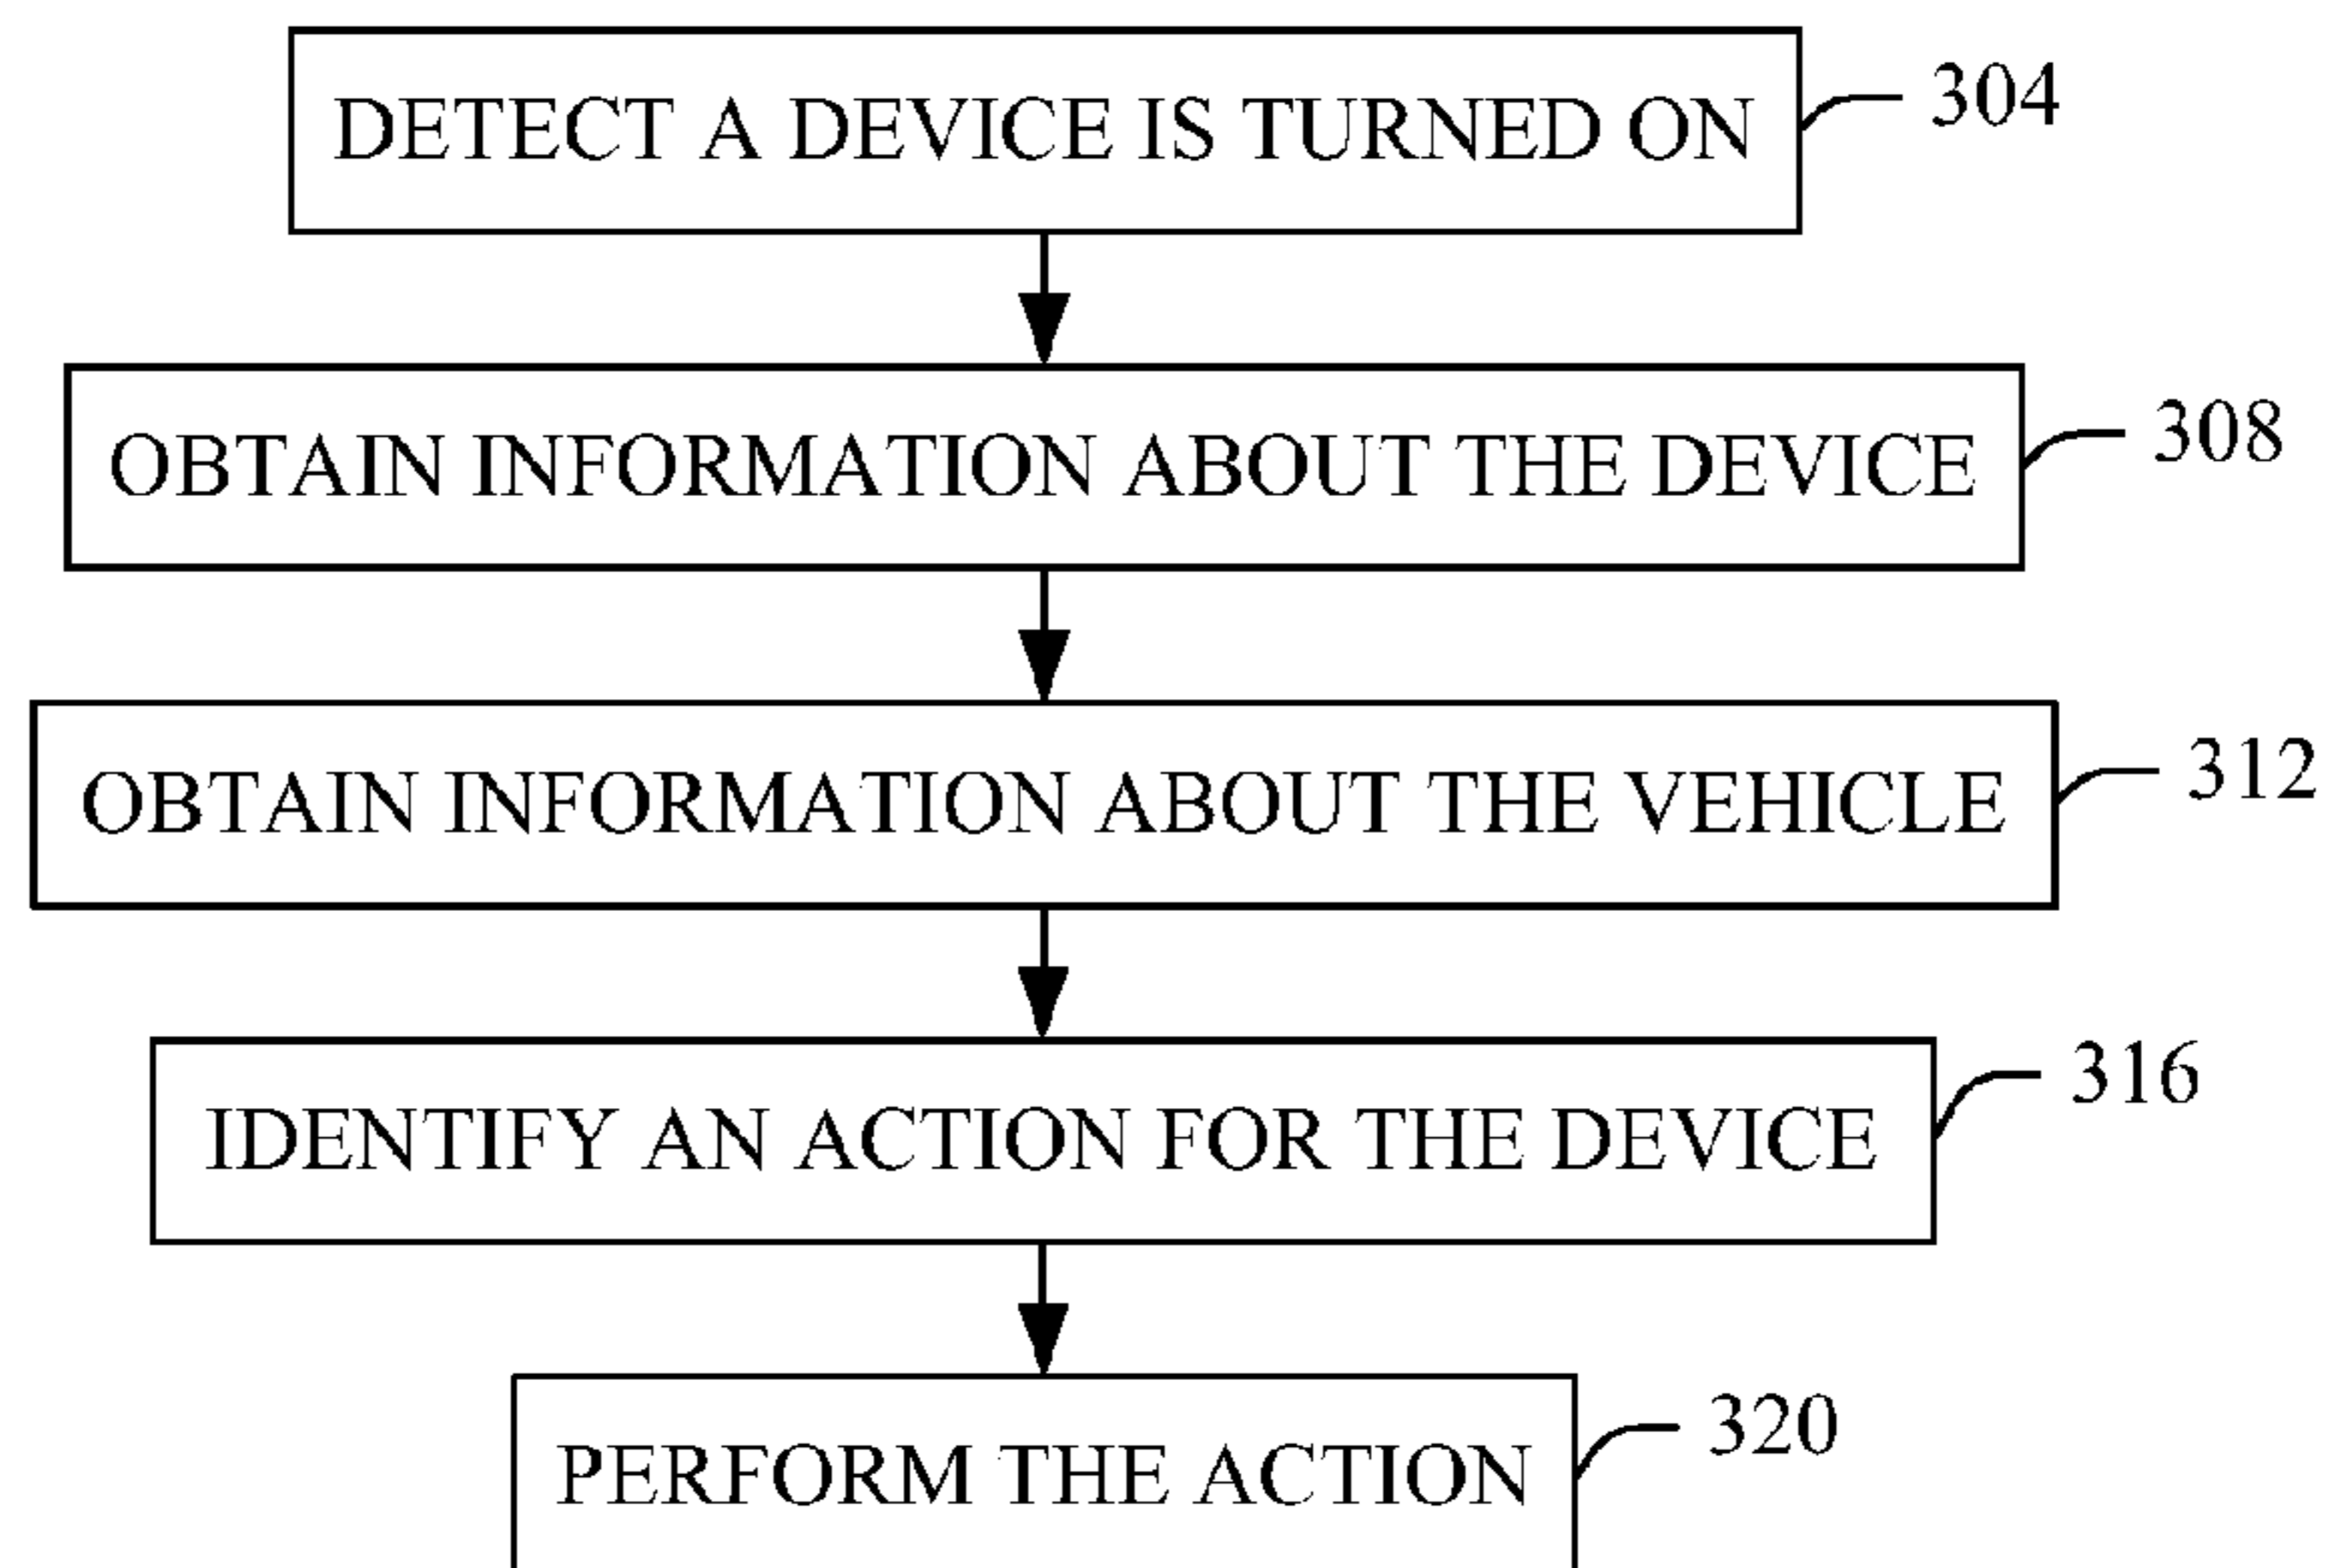 DETECT A DEVICE IS TURNED ON 304
OBTAIN INFORMATION ABOUT THE DEVICE 308
OBTAIN INFORMATION ABOUT THE VEHICLE 312
IDENTIFY AN ACTION FOR THE DEVICE 316
PERFORM THE ACTION 320